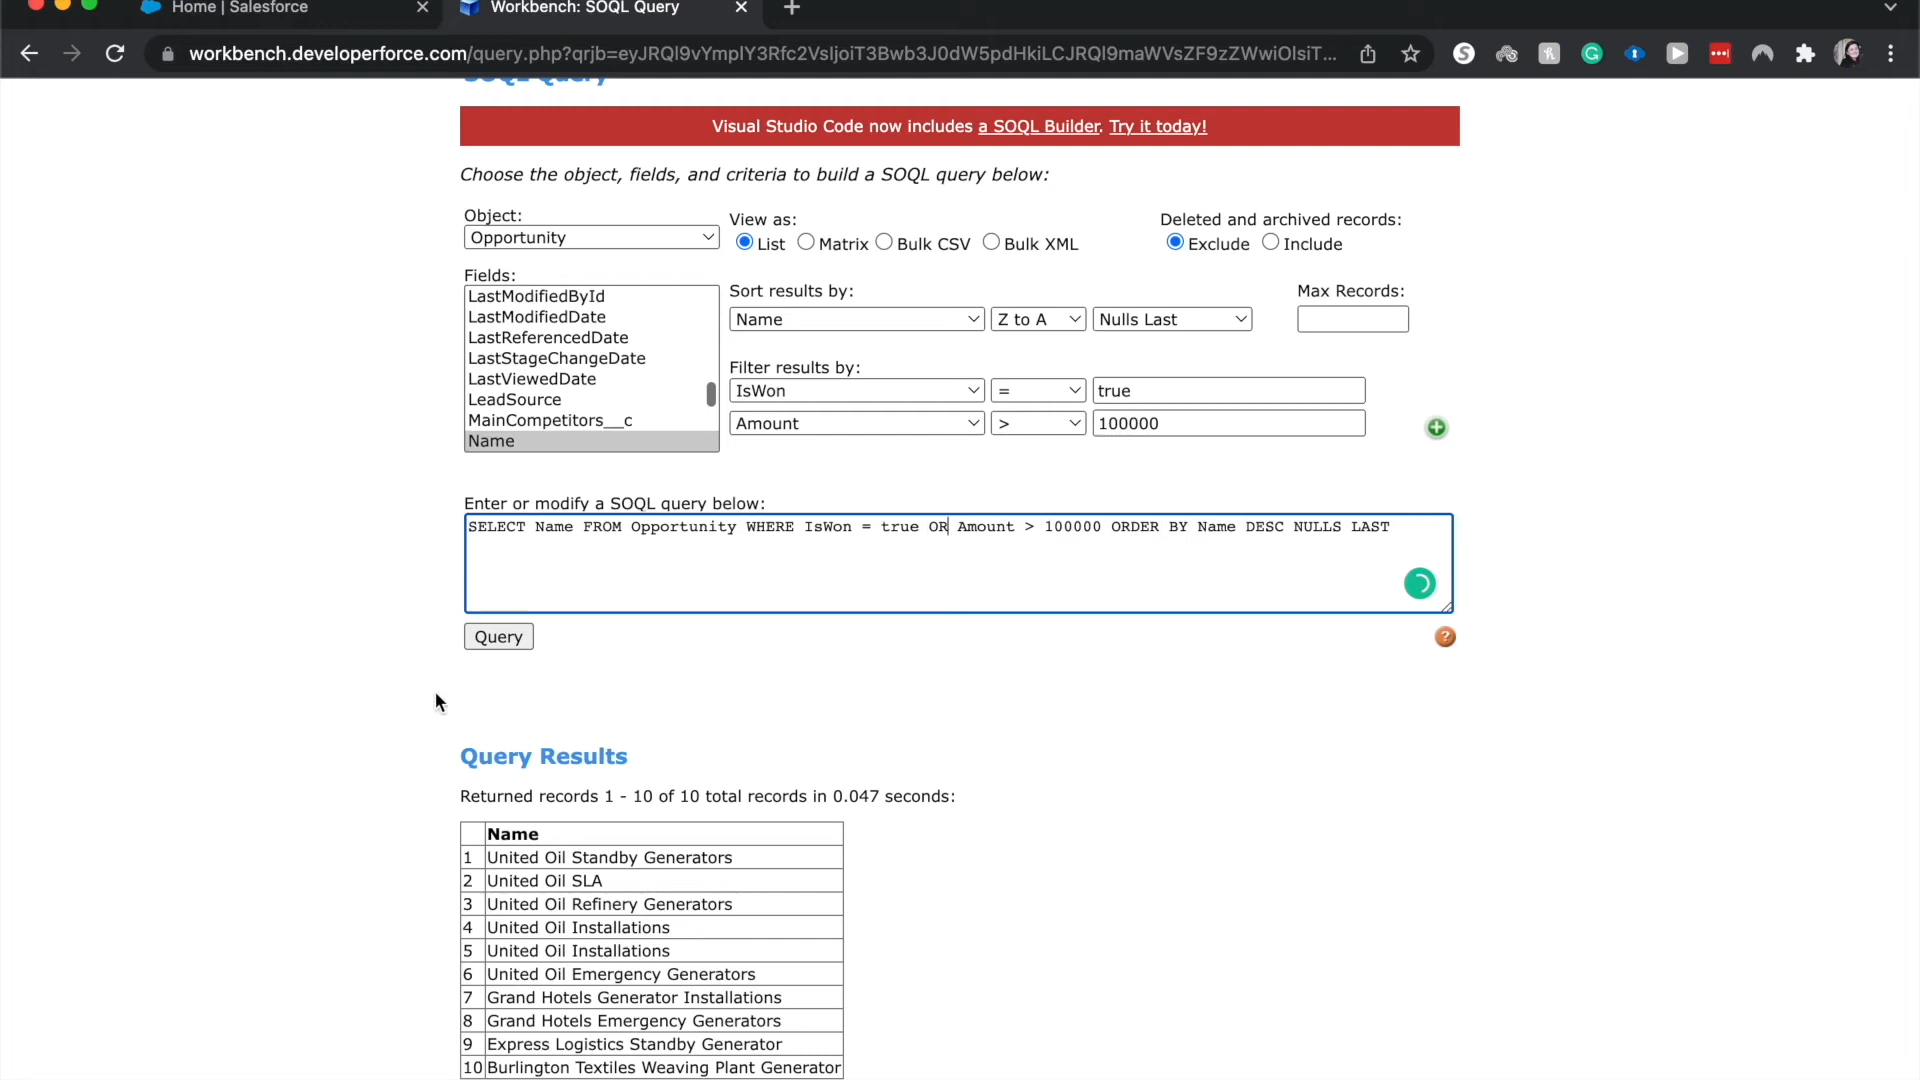 Home | Salesforce
Workbench: SOQL Query
workbench.developerforce.com/query.php?qrjb=eyJRQl9vYmplY3Rfc2VsIjoiT3Bwb3J0dW5pdHkiLCJRQl9maWVsZF9zZWwiOlsiT...
SOQL Query
Visual Studio Code now includes a SOQL Builder. Try it today!
Choose the object, fields, and criteria to build a SOQL query below:
Object:
Opportunity
View as:
List Matrix Bulk CSV Bulk XML
Deleted and archived records:
Exclude Include
Fields:
LastModifiedById
LastModifiedDate
LastReferencedDate
LastStageChangeDate
LastViewedDate
LeadSource
MainCompetitors__c
Name
Sort results by:
Name Z to A Nulls Last
Max Records:
Filter results by:
IsWon = true
Amount > 100000
Enter or modify a SOQL query below:
SELECT Name FROM Opportunity WHERE IsWon = true OR Amount > 100000 ORDER BY Name DESC NULLS LAST
Query
Query Results
Returned records 1 - 10 of 10 total records in 0.047 seconds:
Name
1 United Oil Standby Generators
2 United Oil SLA
3 United Oil Refinery Generators
4 United Oil Installations
5 United Oil Installations
6 United Oil Emergency Generators
7 Grand Hotels Generator Installations
8 Grand Hotels Emergency Generators
9 Express Logistics Standby Generator
10 Burlington Textiles Weaving Plant Generator